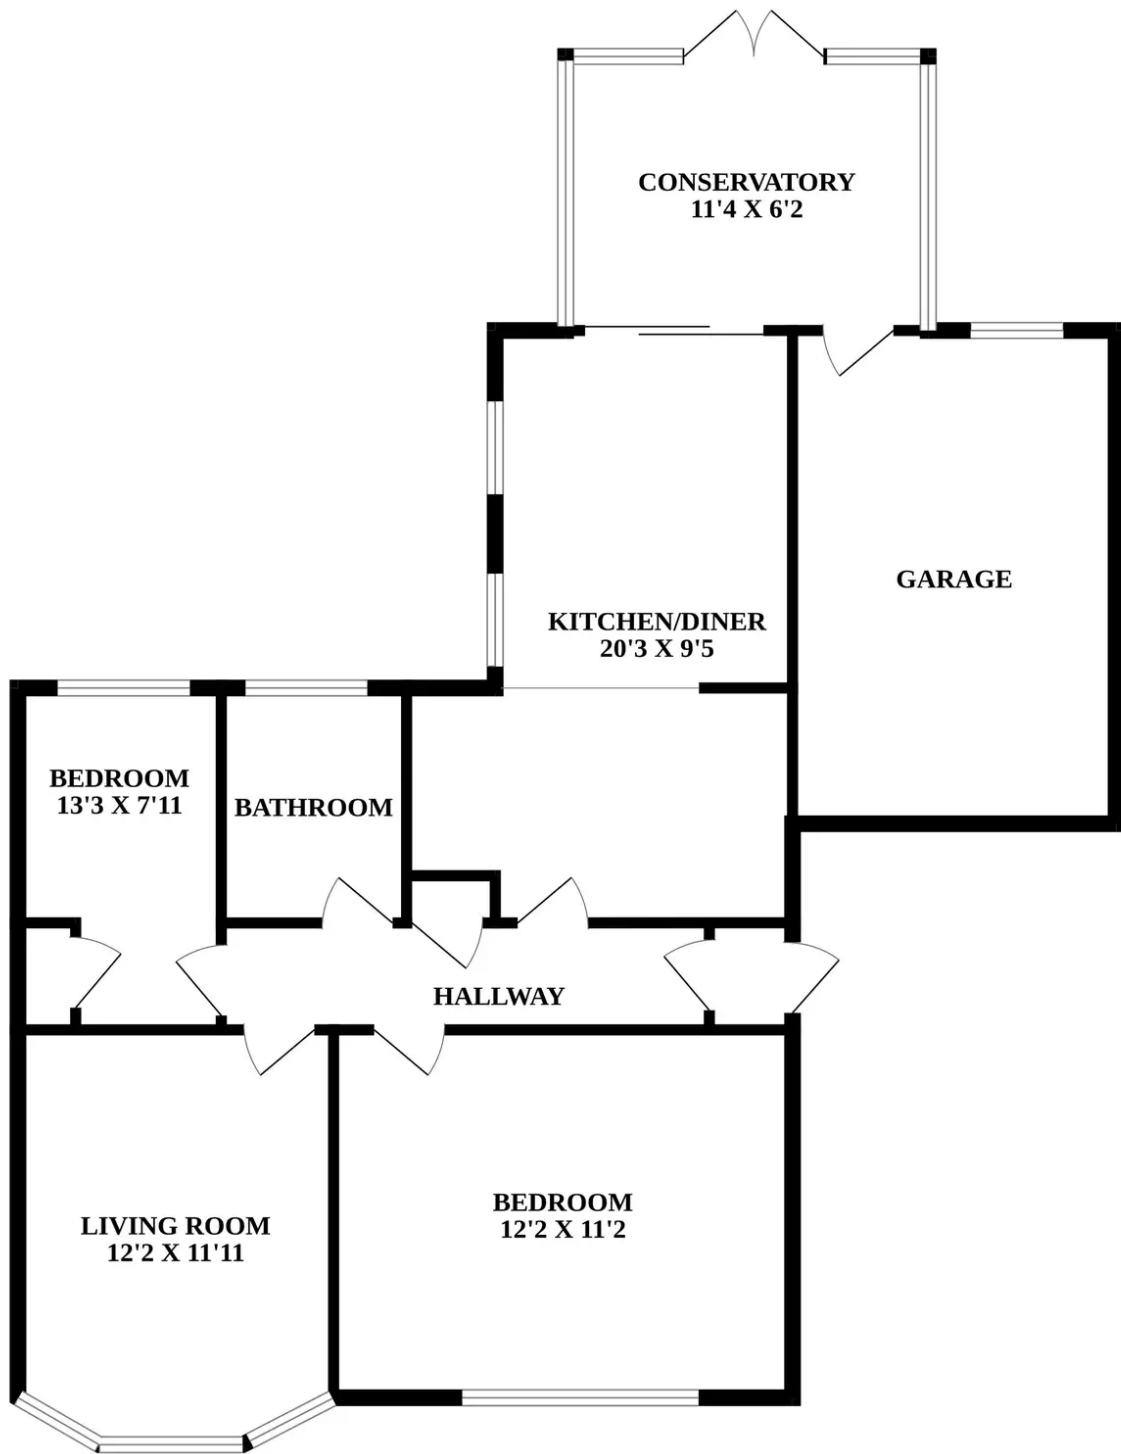 CONSERVATORY
11'4 X 6'2
GARAGE
KITCHEN/DINER
20'3 X 9'5
BEDROOM
13'3 X 7'11
BATHROOM
HALLWAY
LIVING ROOM
12'2 X 11'11
BEDROOM
12'2 X 11'2